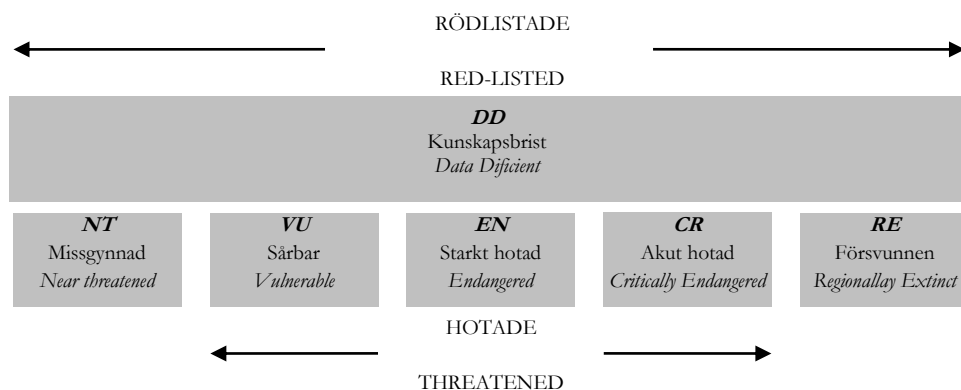 RÖDLISTADE
RED-LISTED
DD
Kunskapsbrist
Data Dificient
NT
Missgynnad
Near threatened
VU
Sårbar
Vulnerable
EN
Starkt hotad
Endangered
CR
Akut hotad
Critically Endangered
RE
Försvunnen
Regionallay Extinct
HOTADE
THREATENED